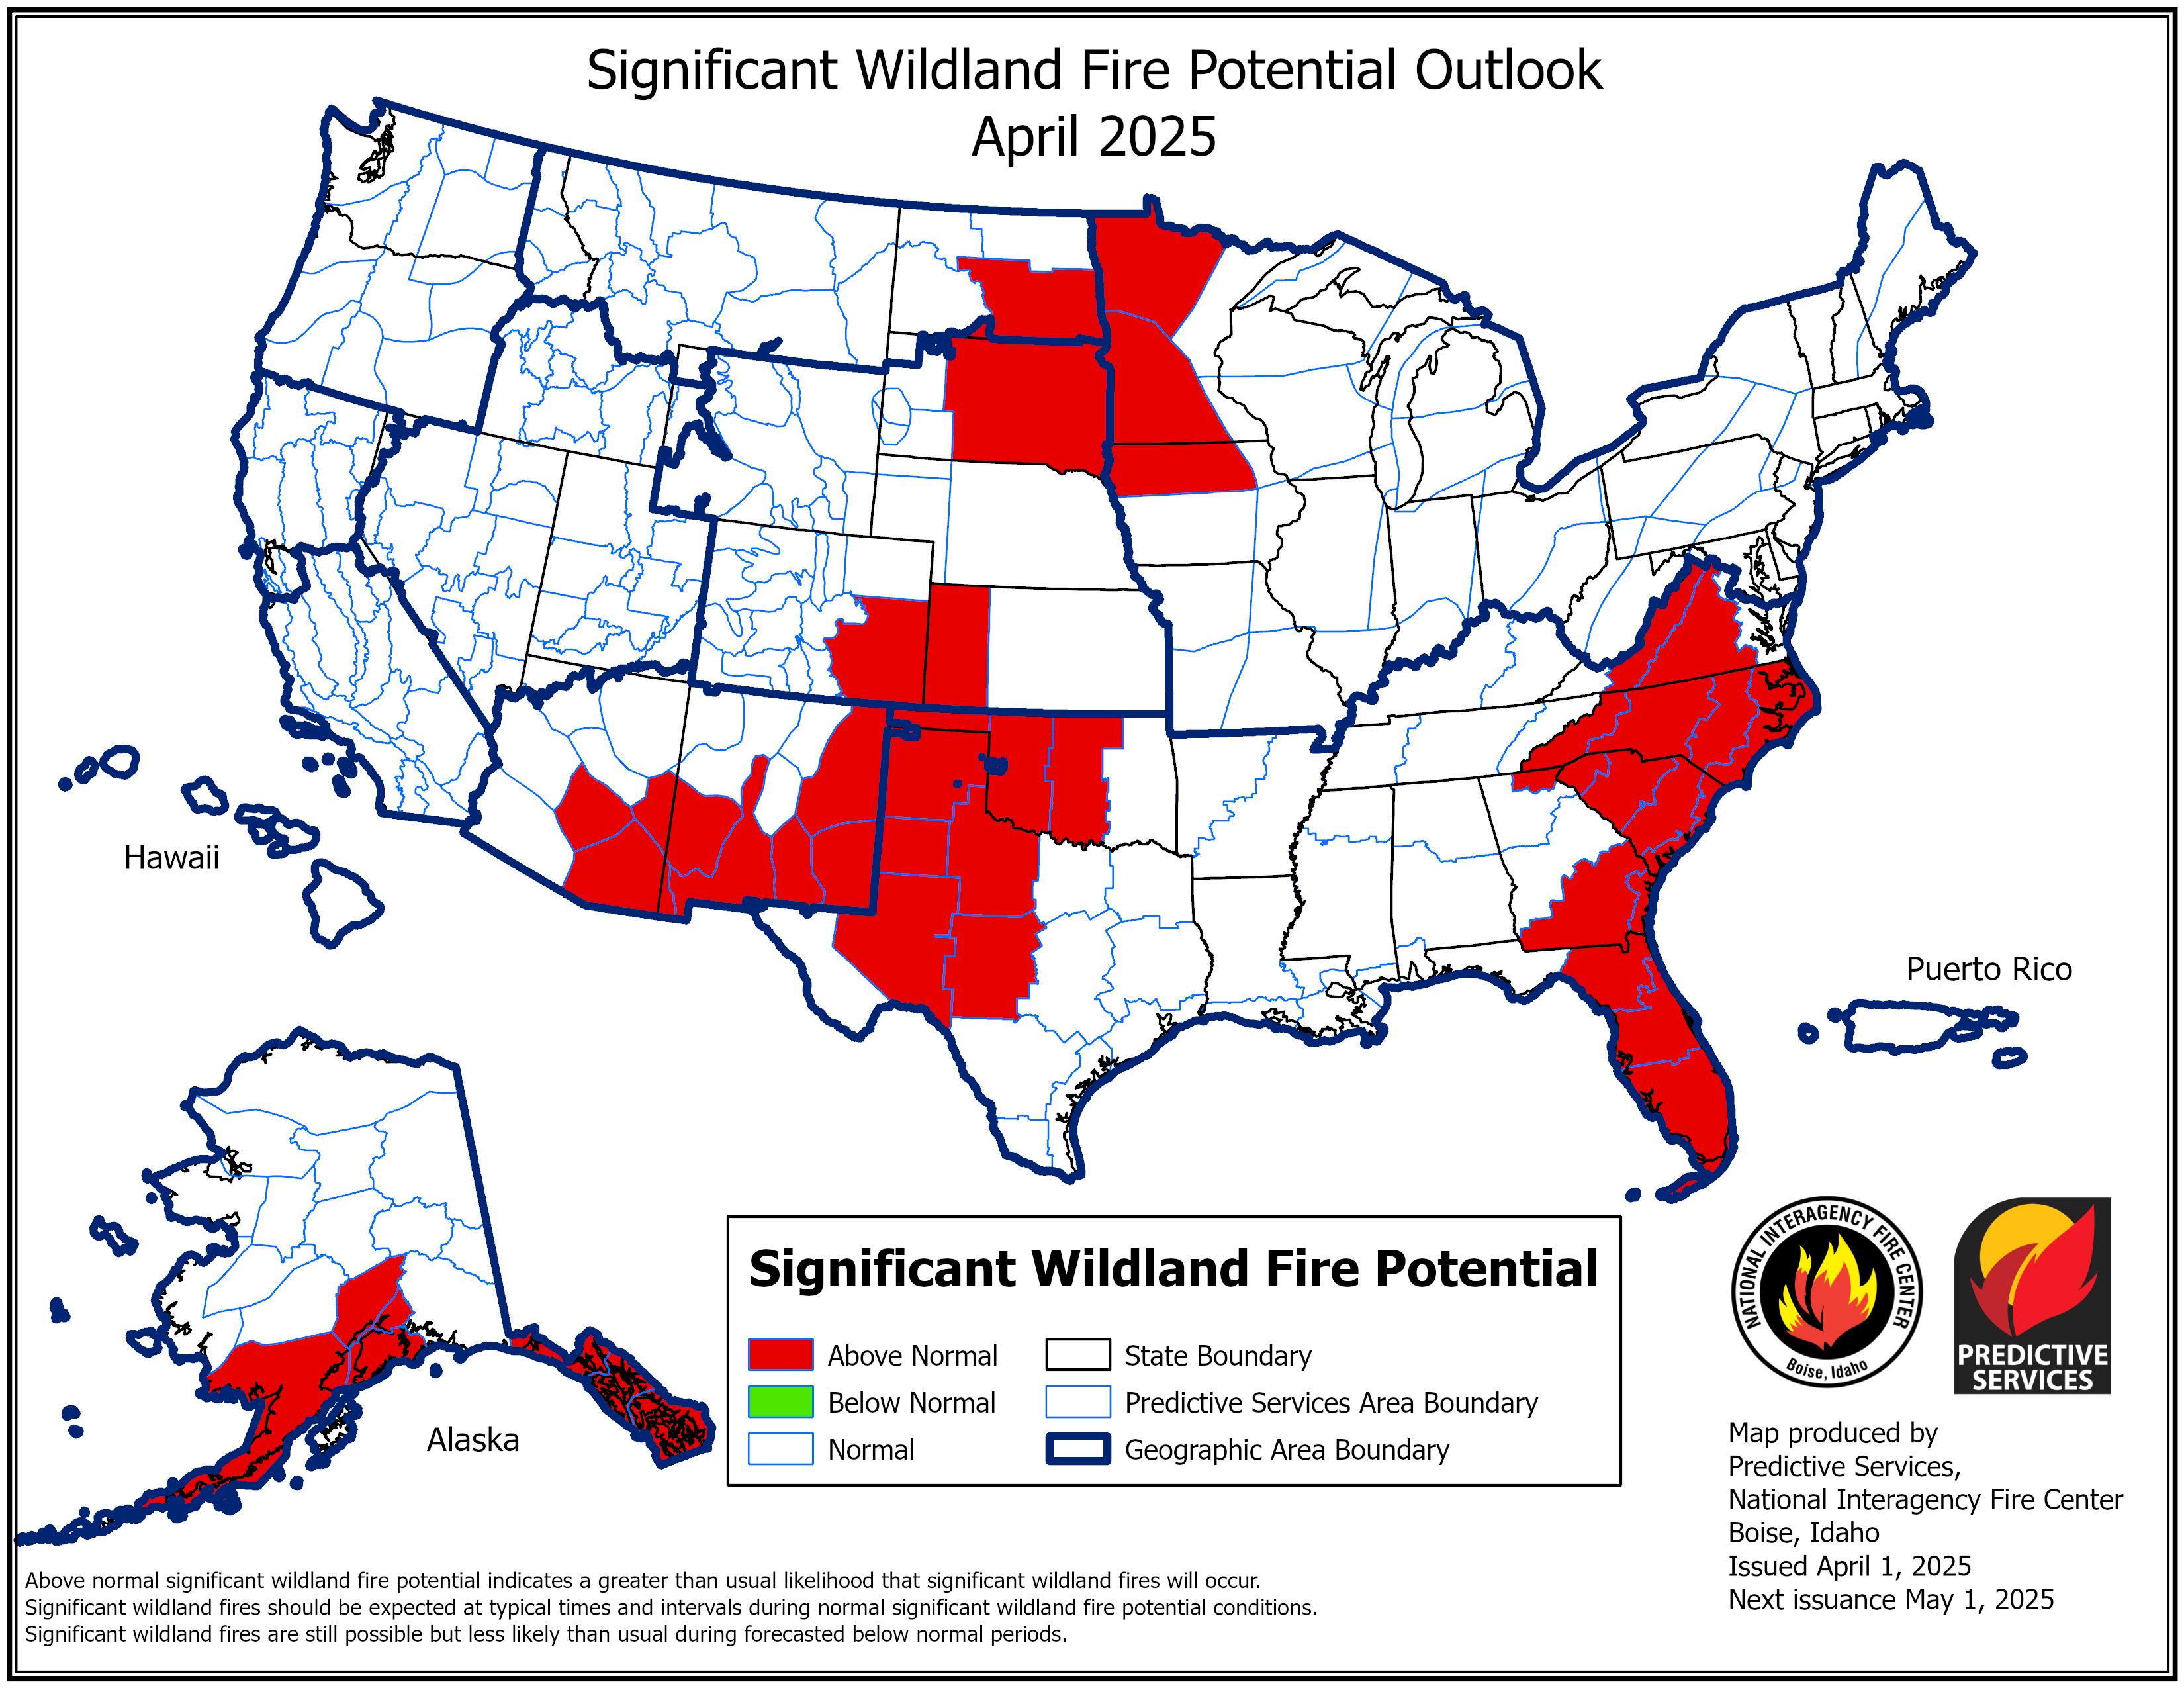 Significant Wildland Fire Potential Outlook
April 2025
Hawaii
Puerto Rico
Alaska
Significant Wildland Fire Potential
Above Normal
Below Normal
Normal
State Boundary
Predictive Services Area Boundary
Geographic Area Boundary
NATIONAL INTERAGENCY FIRE CENTER
Boise, Idaho
PREDICTIVE
SERVICES
Map produced by
Predictive Services,
National Interagency Fire Center
Boise, Idaho
Issued April 1, 2025
Next issuance May 1, 2025
Above normal significant wildland fire potential indicates a greater than usual likelihood that significant wildland fires will occur.
Significant wildland fires should be expected at typical times and intervals during normal significant wildland fire potential conditions.
Significant wildland fires are still possible but less likely than usual during forecasted below normal periods.